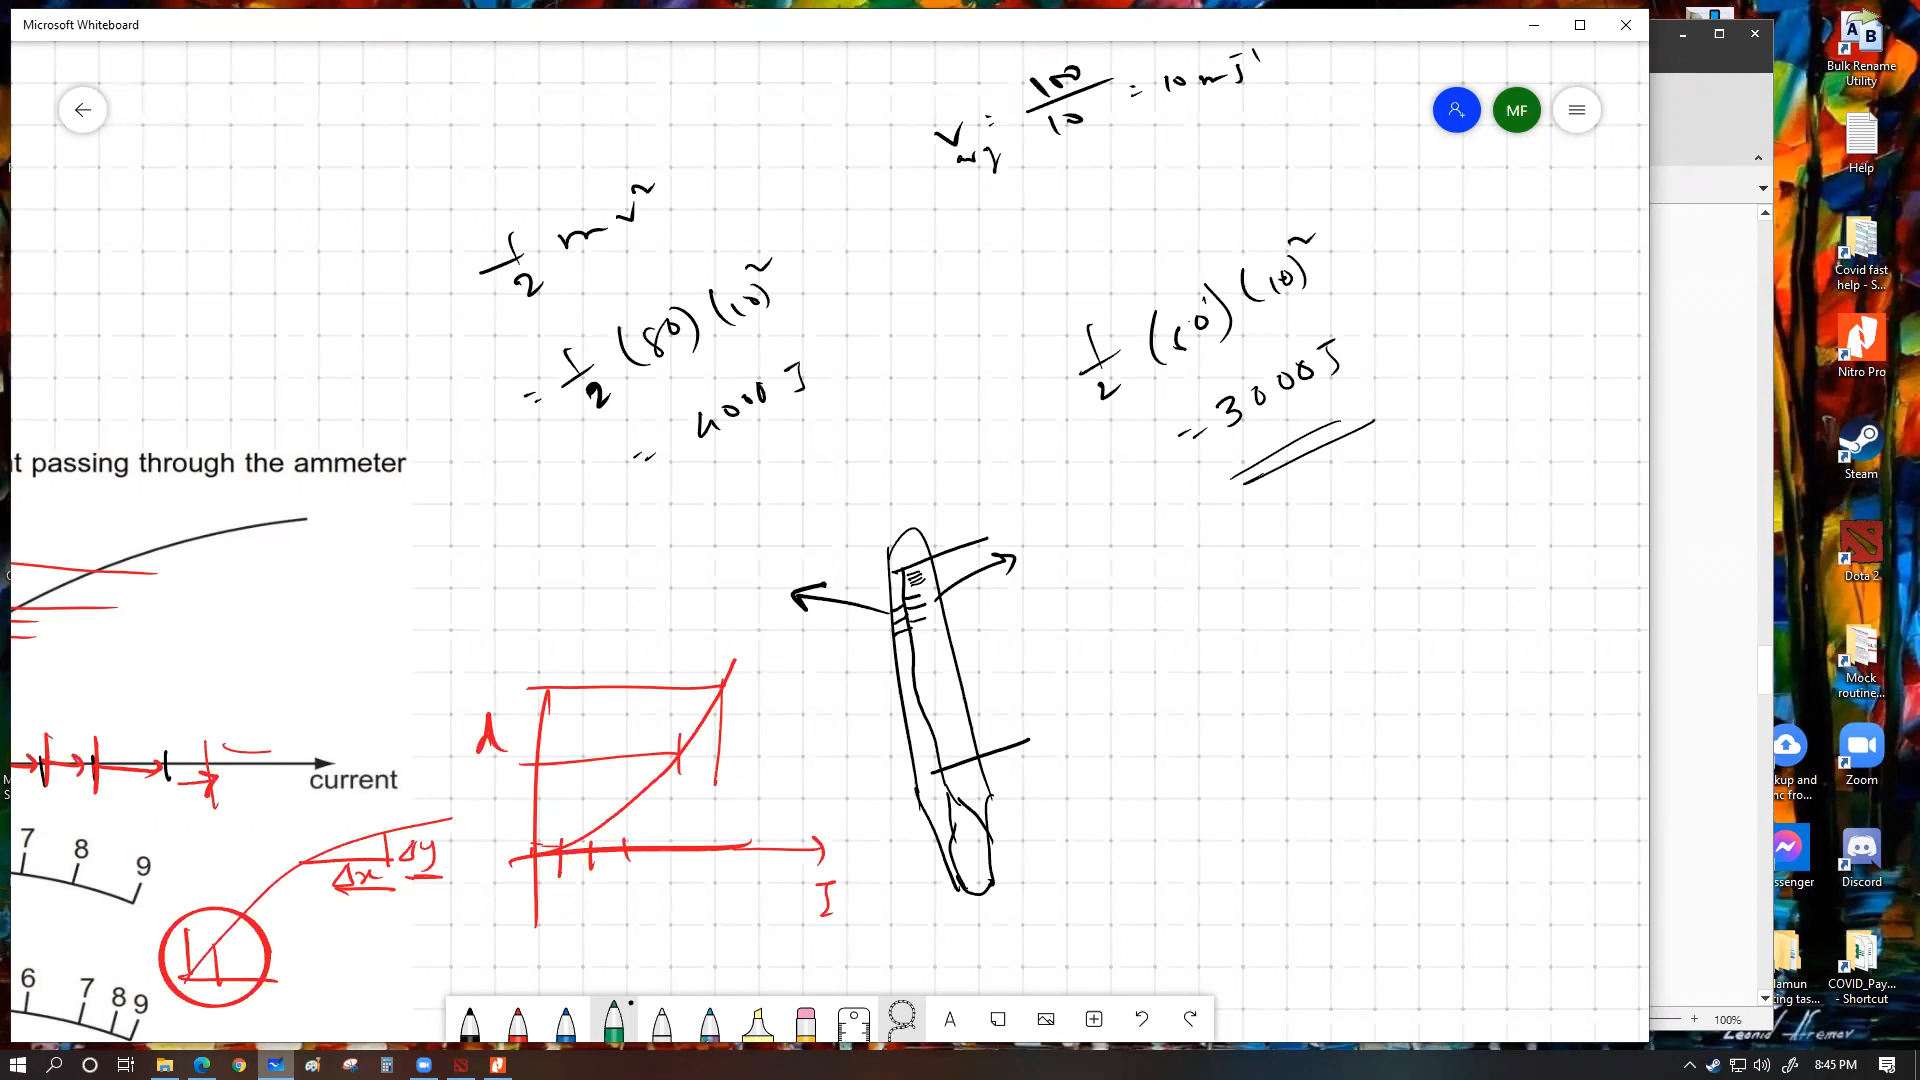 Microsoft Whiteboard
Bulk Rename
Utility
Help
Covid fast
help - S...
Nitro Pro
Steam
Dota 2
Mock
routine...
Zoom
Discord
COVID_Pay...
- Shortcut
MF
V avg = 100/10 = 10 ms⁻¹
1/2 m v²
= 1/2 (80) (10)²
= 4000 J
1/2 (60) (10)²
= 3000 J
t passing through the ammeter
current
7 8 9
6 7 8 9
Δx Δy
d
I
A
100%
8:45 PM